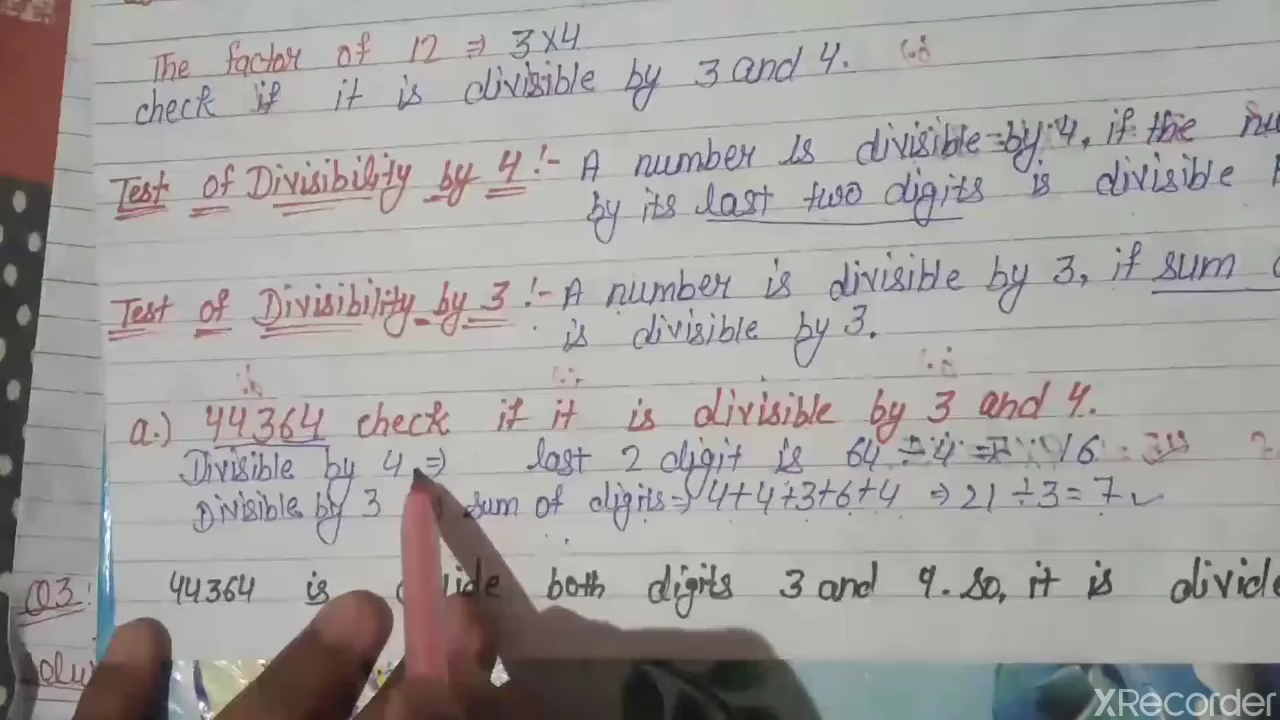 The factor of 12 ⇒ 3×4
check if it is divisible by 3 and 4.
Test of Divisibility by 4 :- A number is divisible by 4, if the
by its last two digits is divisible
Test of Divisibility by 3 :- A number is divisible by 3, if sum
is divisible by 3.
a.) 44364 check if it is divisible by 3 and 4.
Divisible by 4 ⇒ last 2 digit is 64 ÷ 4 = 16
Divisible by 3 sum of digits ⇒ 4+4+3+6+4 ⇒ 21 ÷ 3 = 7 ✓
Q3: 44364 is both digits 3 and 4. so, it is divide
XRecorder